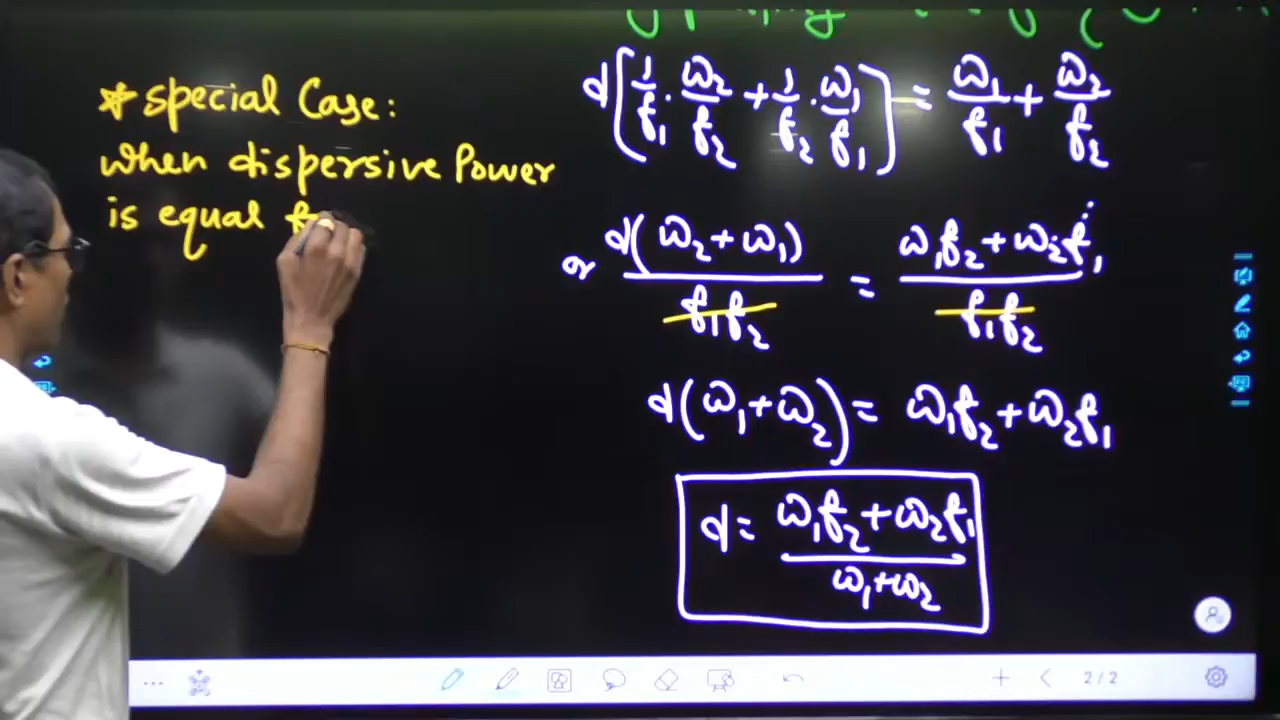 * special Case:
when dispersive Power
is equal
d[1/f₁ · ω₂/f₂ + 1/f₂ · ω₁/f₁] = ω₁/f₁ + ω₂/f₂
or d(ω₂+ω₁)/f₁f₂ = ω₁f₂+ω₂f₁/f₁f₂
d(ω₁+ω₂) = ω₁f₂+ω₂f₁
d = ω₁f₂+ω₂f₁/ω₁+ω₂
2/2